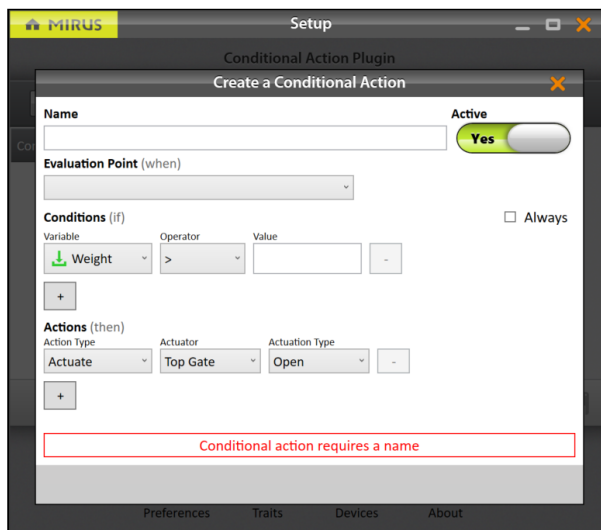 MIRUS
Setup
Conditional Action Plugin
Create a Conditional Action
Name
Active
Yes
Evaluation Point (when)
Conditions (if)
Always
Variable Operator Value
Weight > -
+
Actions (then)
Action Type Actuator Actuation Type
Actuate Top Gate Open -
+
Conditional action requires a name
Preferences Traits Devices About